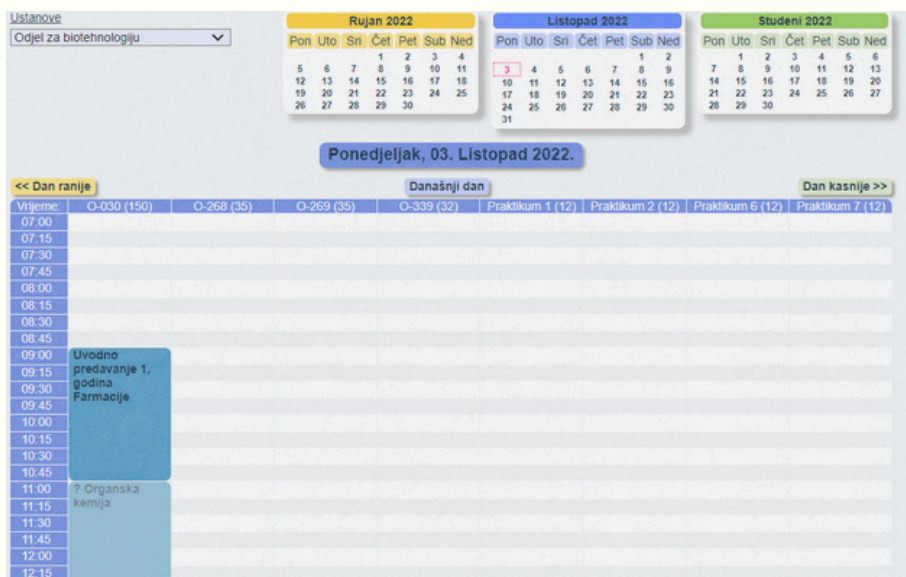 Ustanove
Odjel za biotehnologiju
Rujan 2022
Pon Uto Sri Čet Pet Sub Ned
1 2 3 4
5 6 7 8 9 10 11
12 13 14 15 16 17 18
19 20 21 22 23 24 25
26 27 28 29 30
Listopad 2022
Pon Uto Sri Čet Pet Sub Ned
1 2
3 4 5 6 7 8 9
10 11 12 13 14 15 16
17 18 19 20 21 22 23
24 25 26 27 28 29 30
31
Studeni 2022
Pon Uto Sri Čet Pet Sub Ned
1 2 3 4 5 6
7 8 9 10 11 12 13
14 15 16 17 18 19 20
21 22 23 24 25 26 27
28 29 30
Ponedjeljak, 03. Listopad 2022.
<< Dan ranije
Današnji dan
Dan kasnije >>
Vrijeme: O-030 (150) O-268 (35) O-269 (35) O-339 (32) Praktikum 1 (12) Praktikum 2 (12) Praktikum 6 (12) Praktikum 7 (12)
07:00
07:15
07:30
07:45
08:00
08:15
08:30
08:45
09:00 Uvodno
09:15 predavanje 1.
09:30 godina
09:45 Farmacije
10:00
10:15
10:30
10:45
11:00 ? Organska
11:15 kemija
11:30
11:45
12:00
12:15